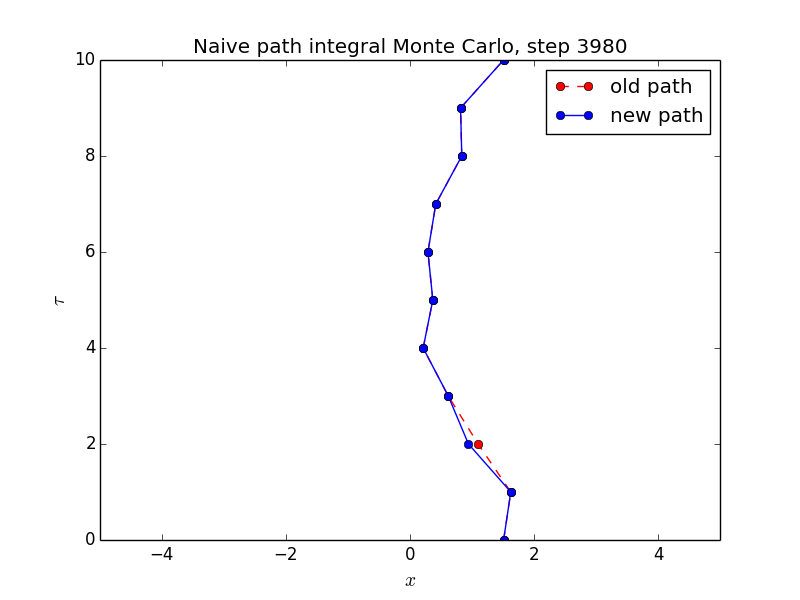 Naive path integral Monte Carlo, step 3980
old path
new path
10
8
6
4
2
0
τ
−4 −2 0 2 4
x